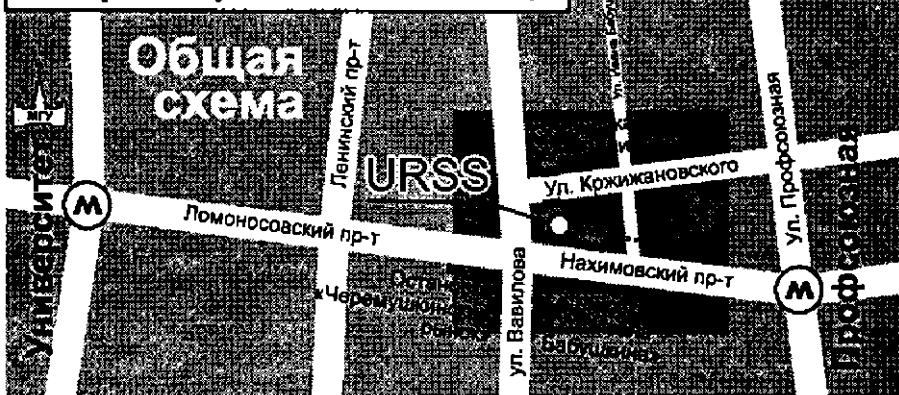 Общая
схема
МГУ
Университет
М
Ломоносовский пр-т
Ленинский пр-т
URSS
Ул. Кржижановского
ул. Вавилова
Нахимовский пр-т
Ул. Профсоюзная
М
Профсоюзная